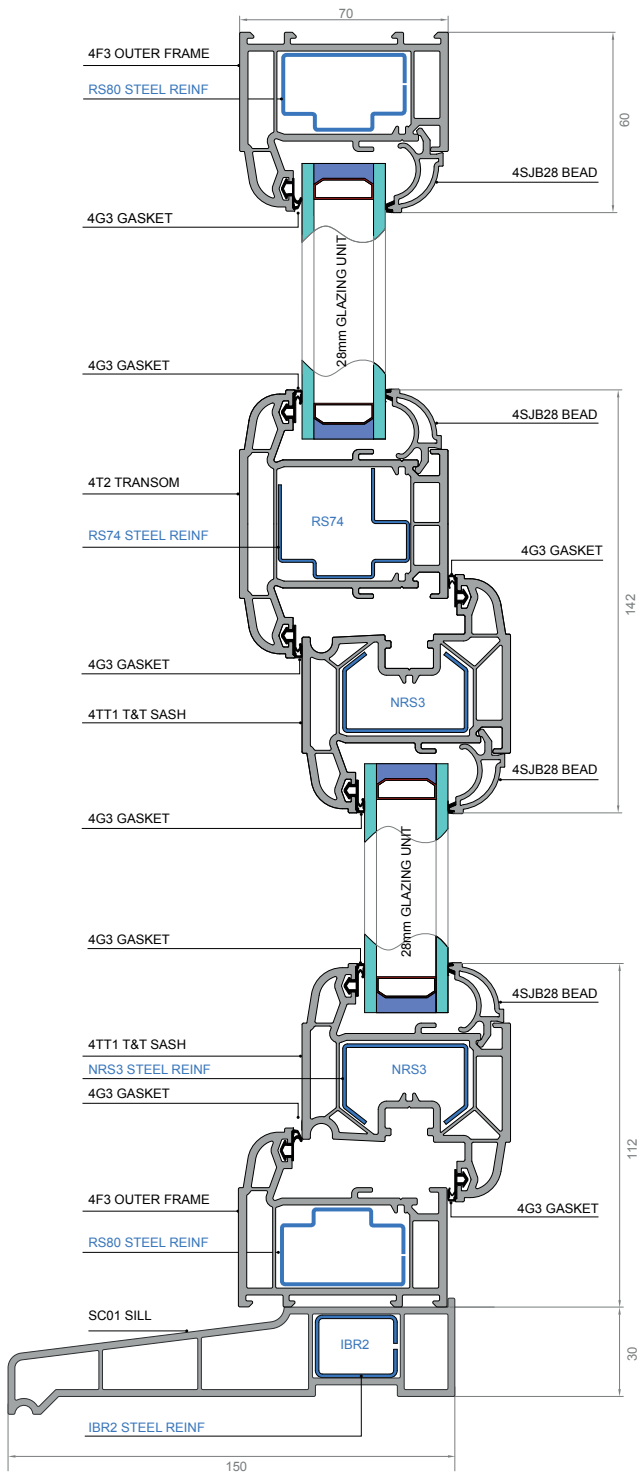 70
4F3 OUTER FRAME
RS80 STEEL REINF
60
4SJB28 BEAD
4G3 GASKET
28mm GLAZING UNIT
4G3 GASKET
4SJB28 BEAD
4T2 TRANSOM
RS74
RS74 STEEL REINF
4G3 GASKET
142
4G3 GASKET
NRS3
4TT1 T&T SASH
4SJB28 BEAD
4G3 GASKET
28mm GLAZING UNIT
4G3 GASKET
4SJB28 BEAD
4TT1 T&T SASH
NRS3 STEEL REINF
NRS3
4G3 GASKET
112
4F3 OUTER FRAME
4G3 GASKET
RS80 STEEL REINF
SC01 SILL
IBR2
30
IBR2 STEEL REINF
150